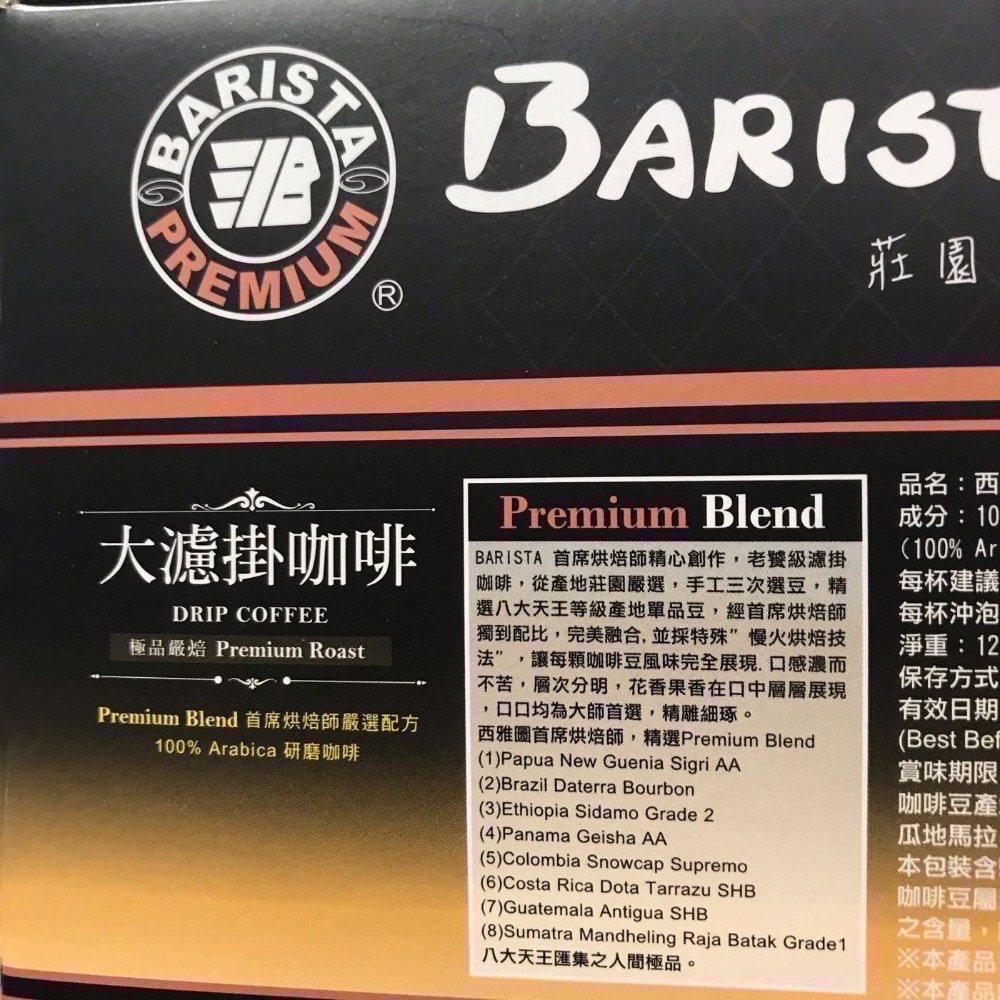 BARISTA
PREMIUM
®
BARIST
莊園
大濾掛咖啡
DRIP COFFEE
極品嚴焙 Premium Roast
Premium Blend 首席烘焙師嚴選配方
100% Arabica 研磨咖啡
Premium Blend
BARISTA 首席烘焙師精心創作，老饕級濾掛
咖啡，從產地莊園嚴選，手工三次選豆，精
選八大天王等級產地單品豆，經首席烘焙師
獨到配比，完美融合, 並採特殊”慢火烘焙技
法”，讓每顆咖啡豆風味完全展現. 口感濃而
不苦，層次分明，花香果香在口中層層展現
，口口均為大師首選，精雕細琢。
西雅圖首席烘焙師，精選Premium Blend
(1)Papua New Guenia Sigri AA
(2)Brazil Daterra Bourbon
(3)Ethiopia Sidamo Grade 2
(4)Panama Geisha AA
(5)Colombia Snowcap Supremo
(6)Costa Rica Dota Tarrazu SHB
(7)Guatemala Antigua SHB
(8)Sumatra Mandheling Raja Batak Grade1
八大天王匯集之人間極品。
品名：西
成分：10
(100% Ar
每杯建議
每杯沖泡
淨重：12
保存方式
有效日期
(Best Bef
賞味期限
咖啡豆產
瓜地馬拉
本包裝含
咖啡豆屬
之含量，
※本產品
※本產品